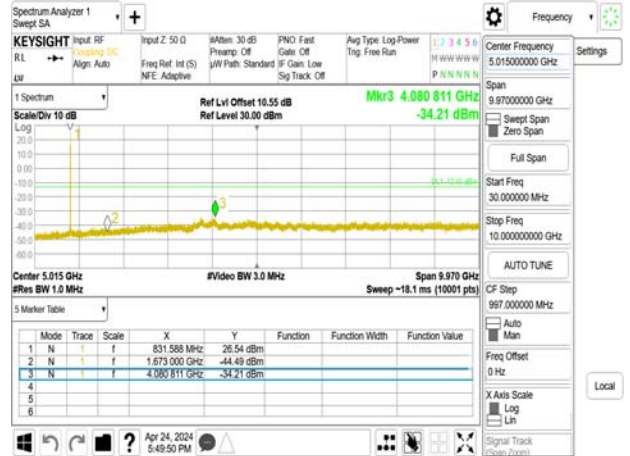 Spectrum Analyzer 1
Swept SA
+
Frequency
KEYSIGHT
Input: RF
Coupling: DC
Align: Auto
Input Z: 50 Ω
Freq Ref: Int (S)
NFE: Adaptive
#Atten: 30 dB
Preamp: Off
µW Path: Standard
PNO: Fast
Gate: Off
IF Gain: Low
Sig Track: Off
Avg Type: Log-Power
Trig: Free Run
1 2 3 4 5 6
M W W W W W
P N N N N N
RL
Center Frequency
5.015000000 GHz
Settings
1 Spectrum
Scale/Div 10 dB
Ref Lvl Offset 10.55 dB
Ref Level 30.00 dBm
Mkr3 4.080 811 GHz
-34.21 dBm
Span
9.97000000 GHz
Swept Span
Zero Span
Full Span
Log
20.0
10.0
0.00
-10.0
-20.0
-30.0
-40.0
-50.0
-60.0
1
2
3
DL1 -13.00 dBm
Start Freq
30.000000 MHz
Stop Freq
10.000000000 GHz
AUTO TUNE
Center 5.015 GHz
#Res BW 1.0 MHz
#Video BW 3.0 MHz
Span 9.970 GHz
Sweep ~18.1 ms (10001 pts)
CF Step
997.000000 MHz
Auto
Man
5 Marker Table
Mode Trace Scale X Y Function Function Width Function Value
1 N 1 f 831.588 MHz 26.54 dBm
2 N 1 f 1.673 000 GHz -44.49 dBm
3 N 1 f 4.080 811 GHz -34.21 dBm
4
5
6
Freq Offset
0 Hz
X Axis Scale
Log
Lin
Local
Signal Track
(Span Zoom)
?
Apr 24, 2024
5:49:50 PM